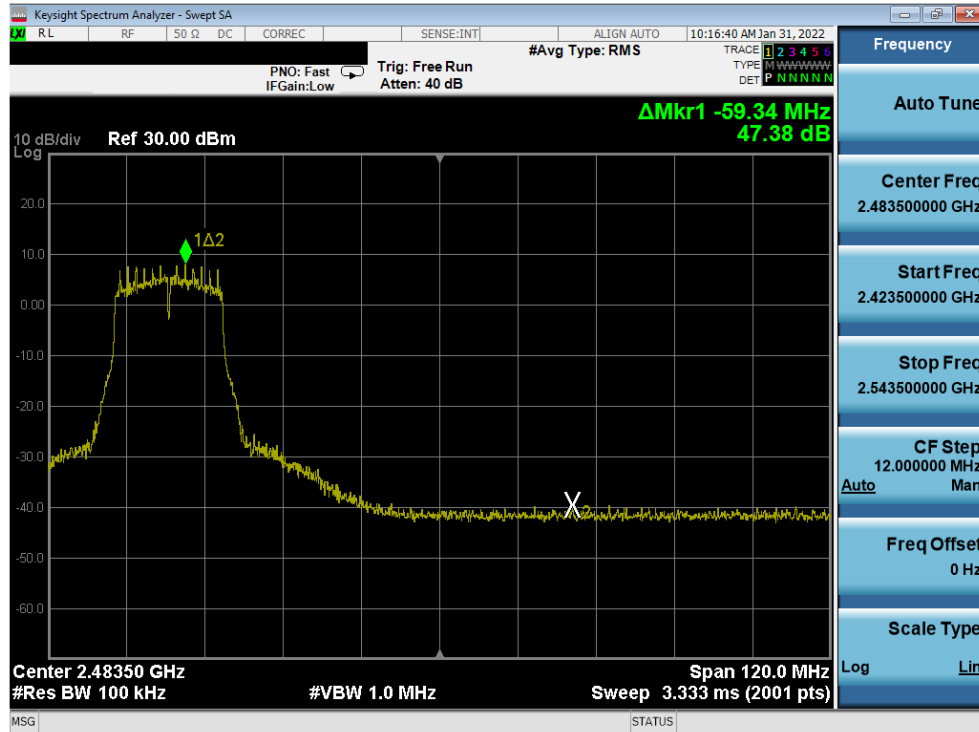 Keysight Spectrum Analyzer - Swept SA
LXI RL RF 50 Ω DC CORREC SENSE:INT ALIGN AUTO 10:16:40 AM Jan 31, 2022
#Avg Type: RMS TRACE 1 2 3 4 5 6
PNO: Fast Trig: Free Run TYPE M WWWWW
IFGain:Low Atten: 40 dB DET P N N N N N
ΔMkr1 -59.34 MHz
47.38 dB
10 dB/div Ref 30.00 dBm
Log
20.0
10.0
0.00
-10.0
-20.0
-30.0
-40.0
-50.0
-60.0
1Δ2
X2
Center 2.48350 GHz Span 120.0 MHz
#Res BW 100 kHz #VBW 1.0 MHz Sweep 3.333 ms (2001 pts)
MSG STATUS
Frequency
Auto Tune
Center Freq
2.483500000 GHz
Start Freq
2.423500000 GHz
Stop Freq
2.543500000 GHz
CF Step
12.000000 MHz
Auto Man
Freq Offset
0 Hz
Scale Type
Log Lin